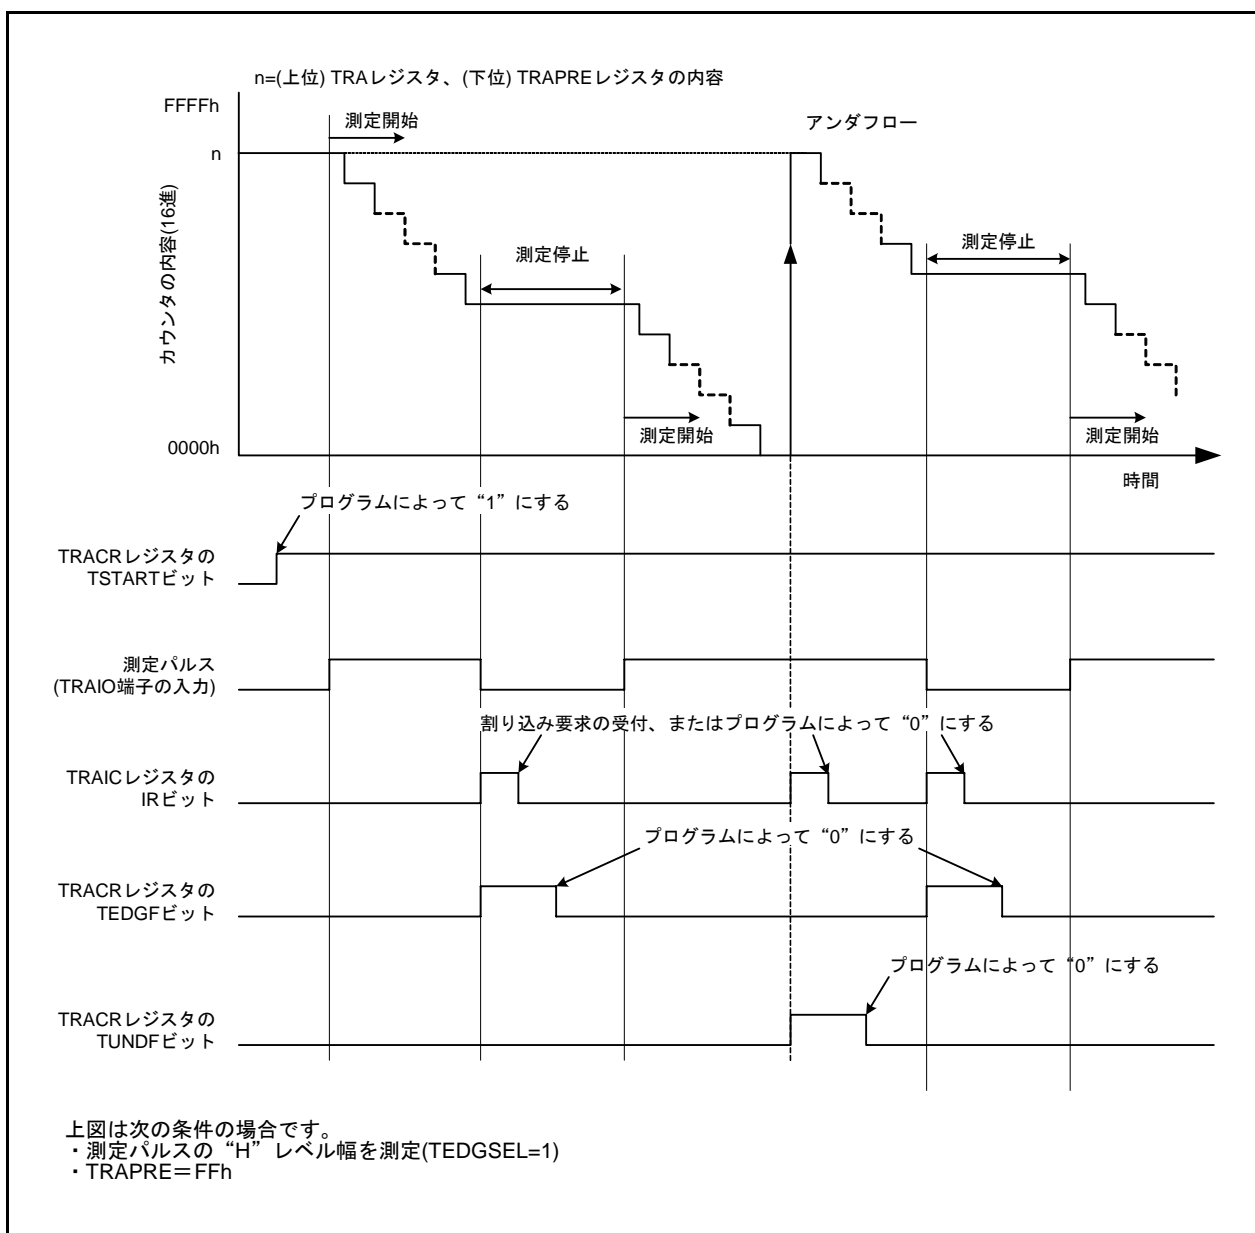 n=(上位) TRAレジスタ、(下位) TRAPREレジスタの内容
FFFFh
測定開始
アンダフロー
n
カウンタの内容(16進)
測定停止
測定停止
測定開始
測定開始
0000h
時間
プログラムによって“1”にする
TRACRレジスタの
TSTARTビット
測定パルス
(TRAIO端子の入力)
割り込み要求の受付、またはプログラムによって“0”にする
TRAICレジスタの
IRビット
プログラムによって“0”にする
TRACRレジスタの
TEDGFビット
プログラムによって“0”にする
TRACRレジスタの
TUNDFビット
上図は次の条件の場合です。
・測定パルスの“H”レベル幅を測定(TEDGSEL=1)
・TRAPRE＝FFh